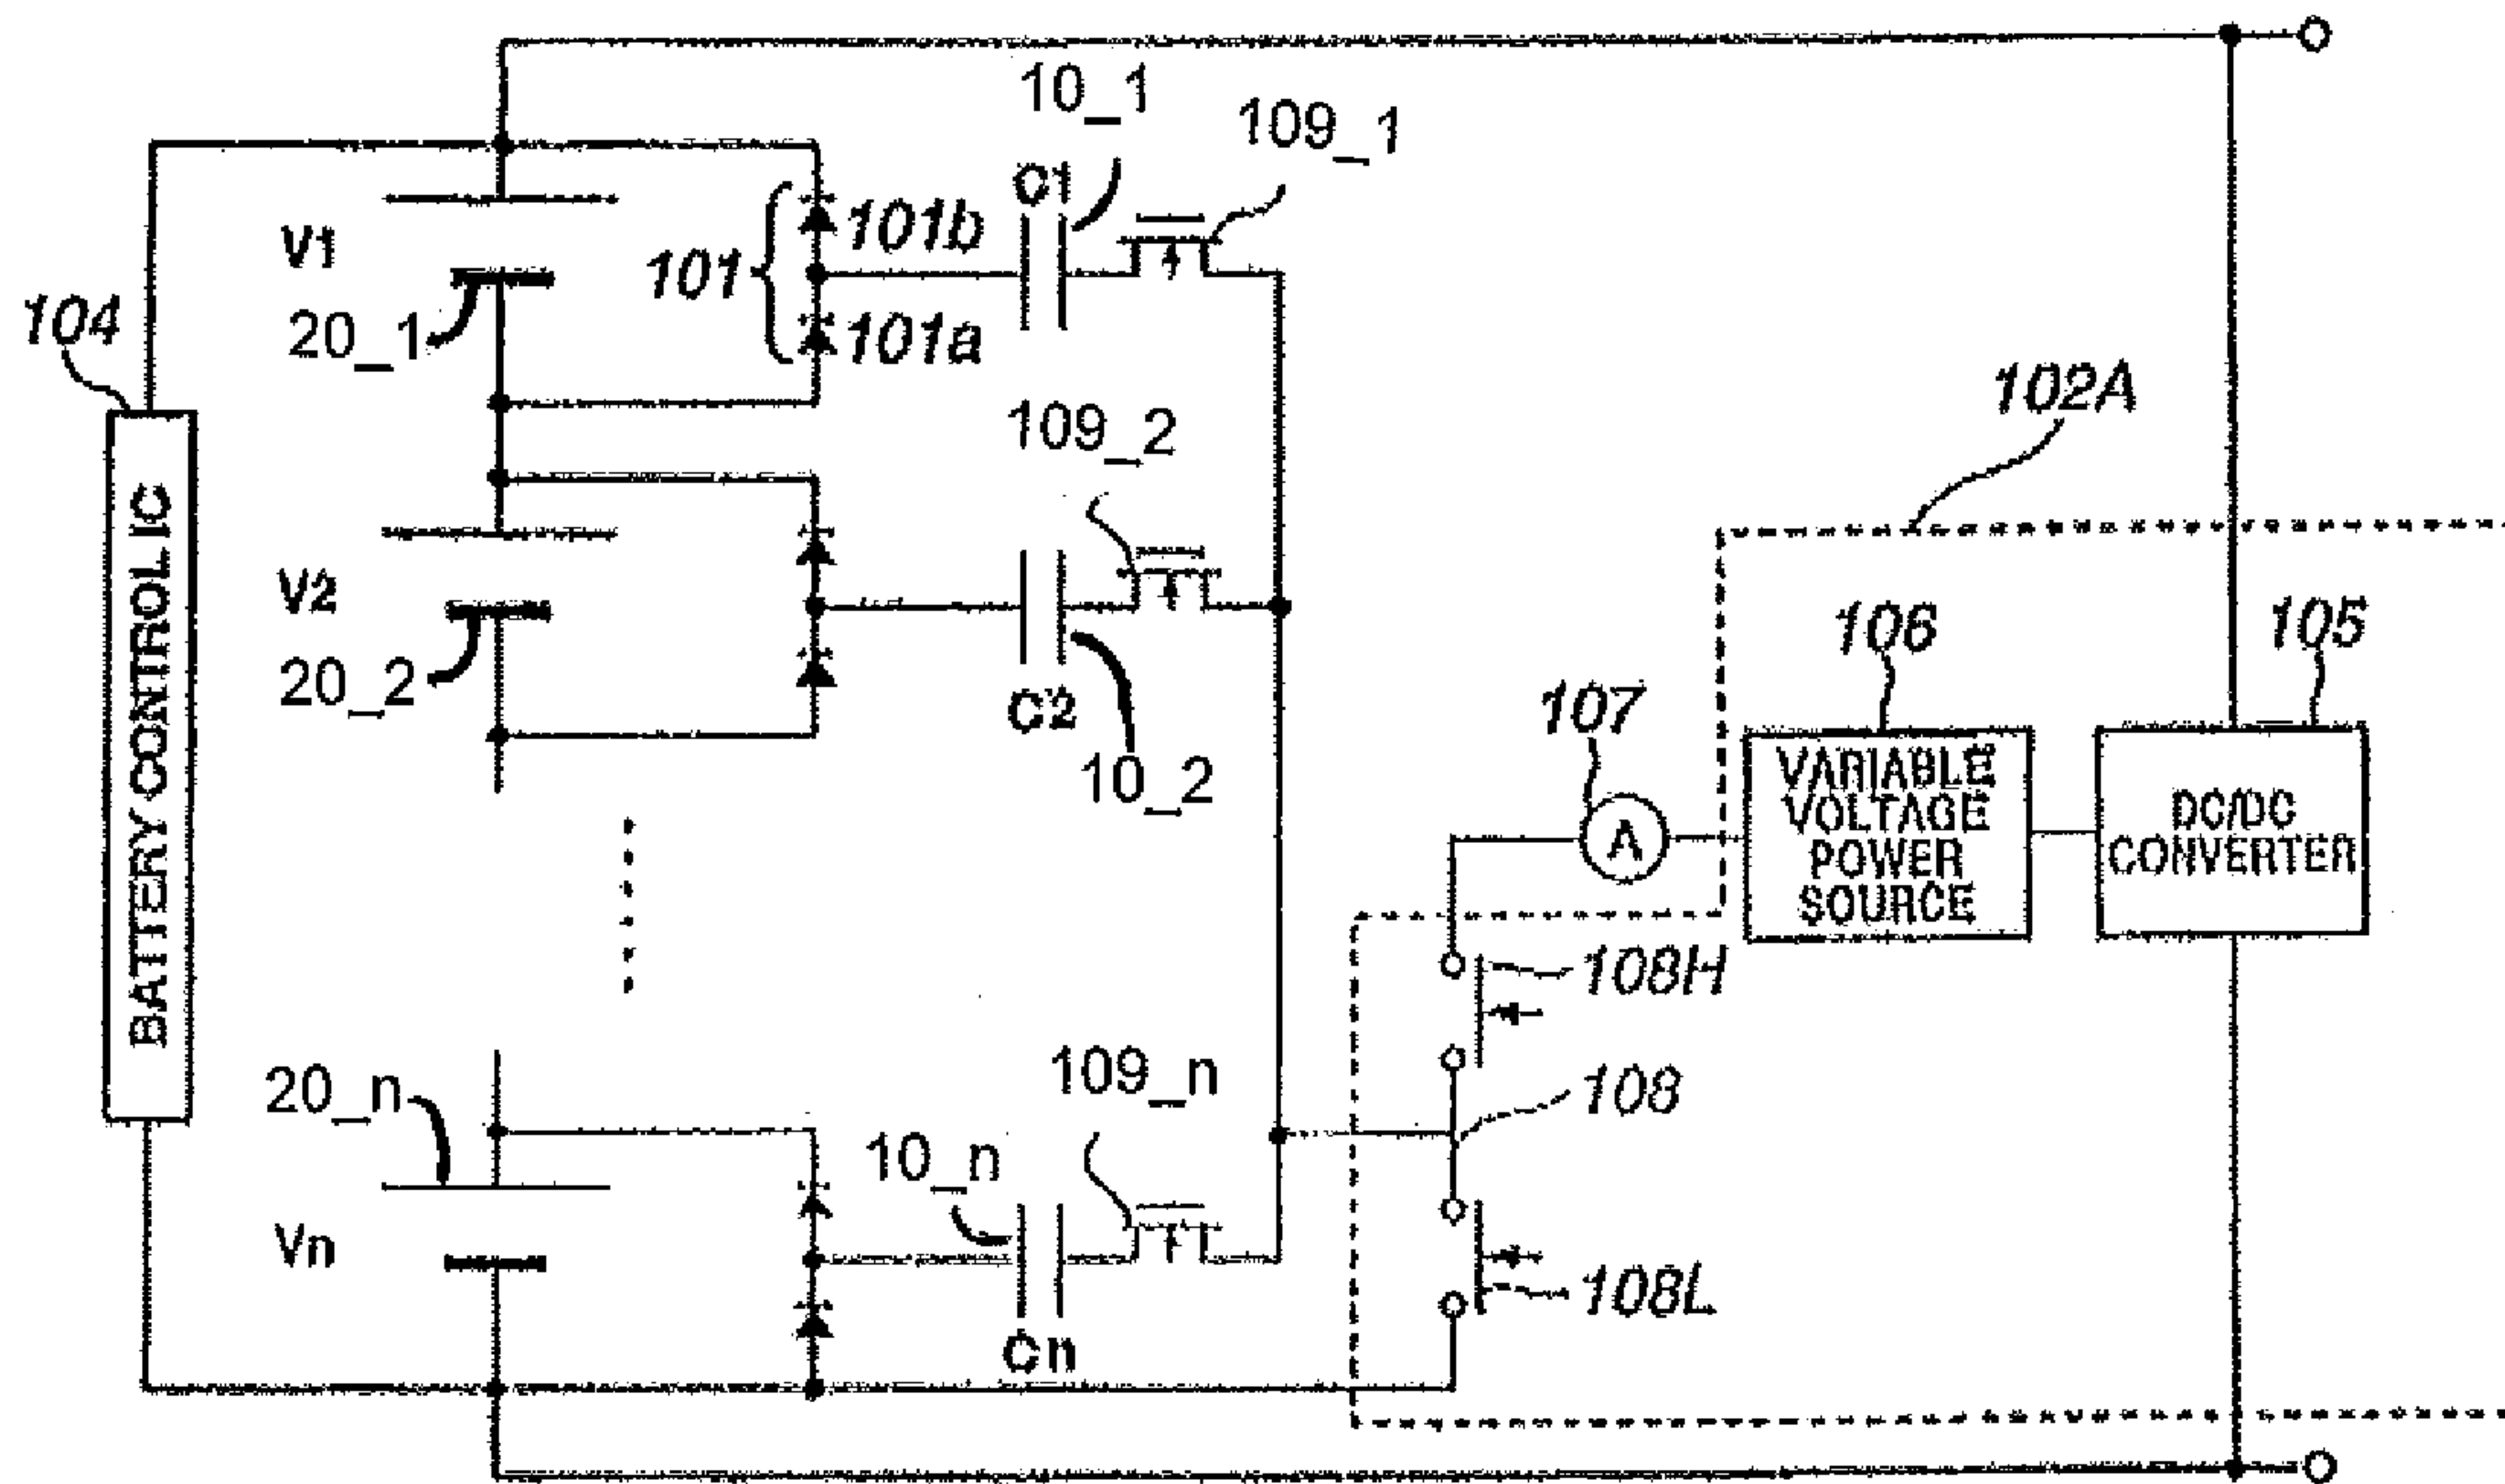 10_1
109_1
C1
V1
101
101b
101a
104
20_1
102A
109_2
BATTERY CONTROL IC
V2
20_2
C2
10_2
106
105
107
VARIABLE
VOLTAGE
POWER
SOURCE
DC/DC
CONVERTER
A
108H
20_n
109_n
108
10_n
Vn
108L
Cn